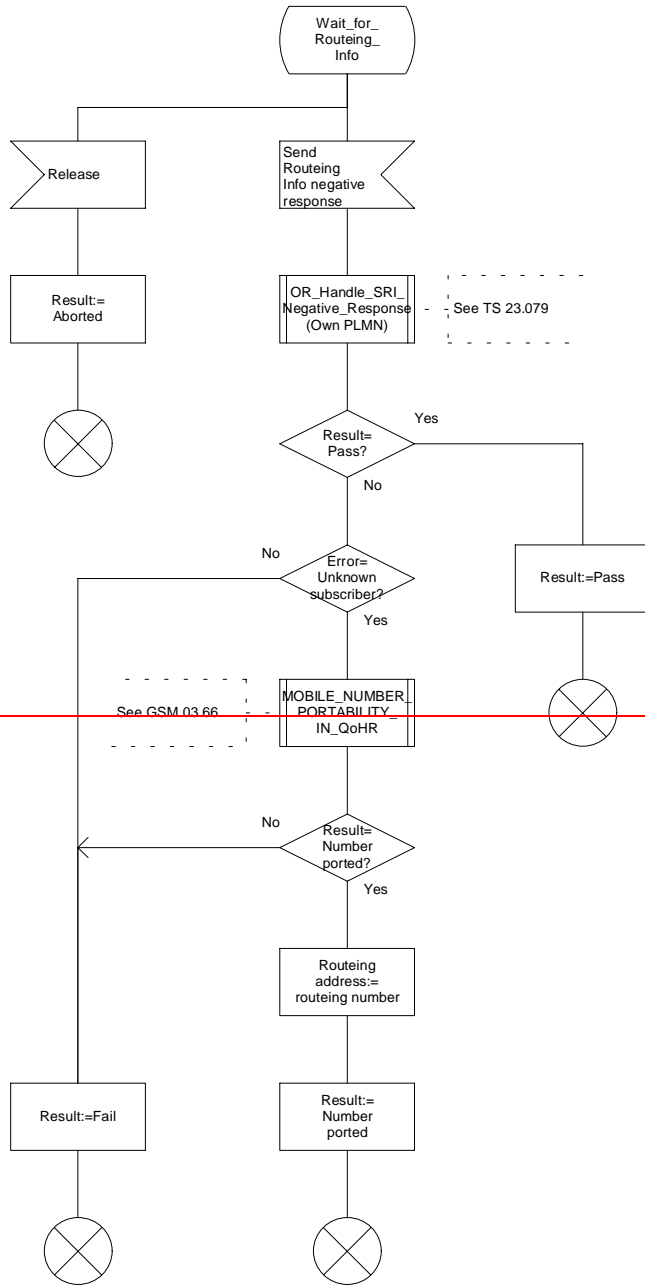 Wait_for_
Routeing_
Info
Release
Send
Routeing
Info negative
response
Result:=
Aborted
OR_Handle_SRI_
Negative_Response
(Own PLMN)
See TS 23.079
Result=
Pass?
Yes
No
Error=
Unknown
subscriber?
No
Yes
Result:=Pass
See GSM 03.66
MOBILE_NUMBER_
PORTABILITY_
IN_QoHR
Result=
Number
ported?
No
Yes
Routeing
address:=
routeing number
Result:=Fail
Result:=
Number
ported